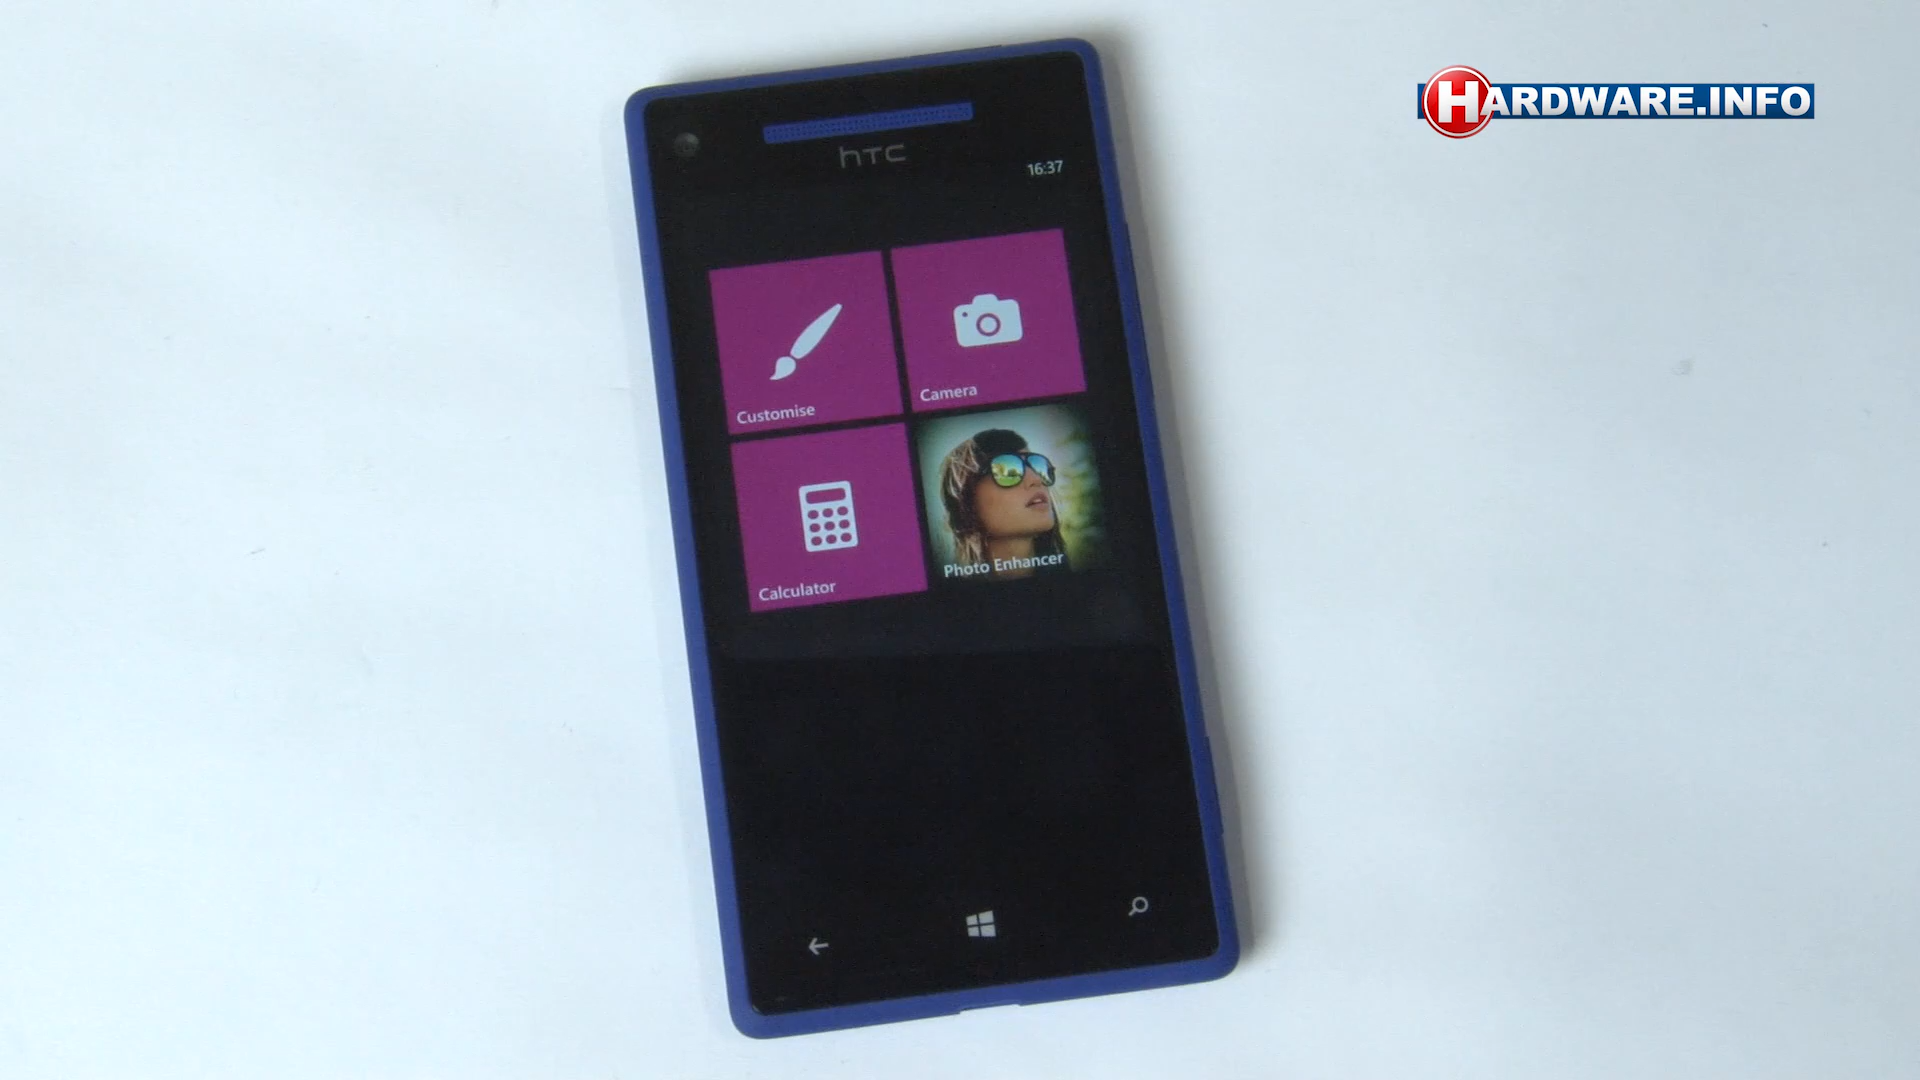 HARDWARE.INFO
hTC
16:37
Customise
Camera
Calculator
Photo Enhancer